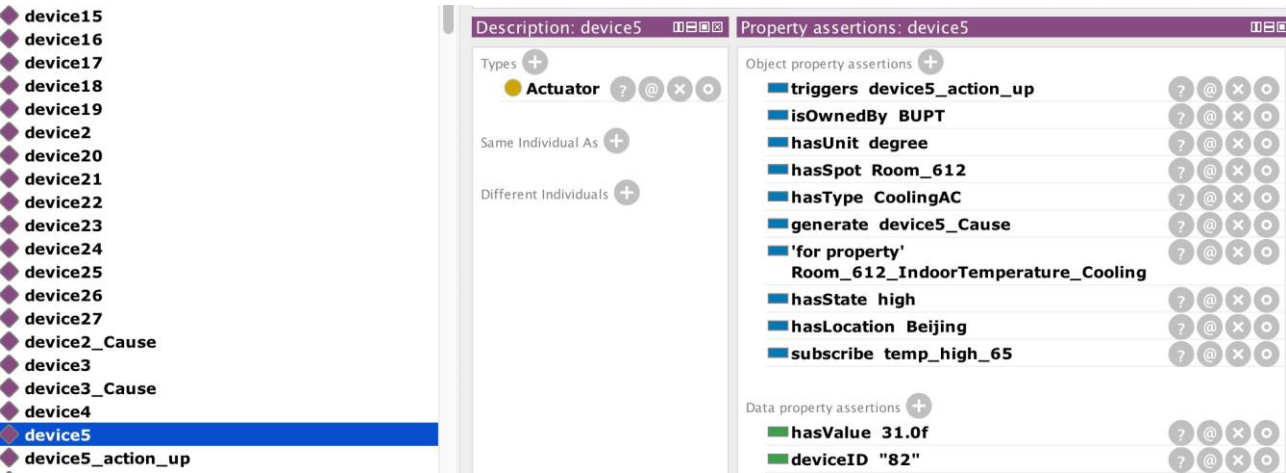 device15
device16
device17
device18
device19
device2
device20
device21
device22
device23
device24
device25
device26
device27
device2_Cause
device3
device3_Cause
device4
device5
device5_action_up
Description: device5
Types
Actuator
Same Individual As
Different Individuals
Property assertions: device5
Object property assertions
triggers device5_action_up
isOwnedBy BUPT
hasUnit degree
hasSpot Room_612
hasType CoolingAC
generate device5_Cause
'for property'
Room_612_IndoorTemperature_Cooling
hasState high
hasLocation Beijing
subscribe temp_high_65
Data property assertions
hasValue 31.0f
deviceID "82"